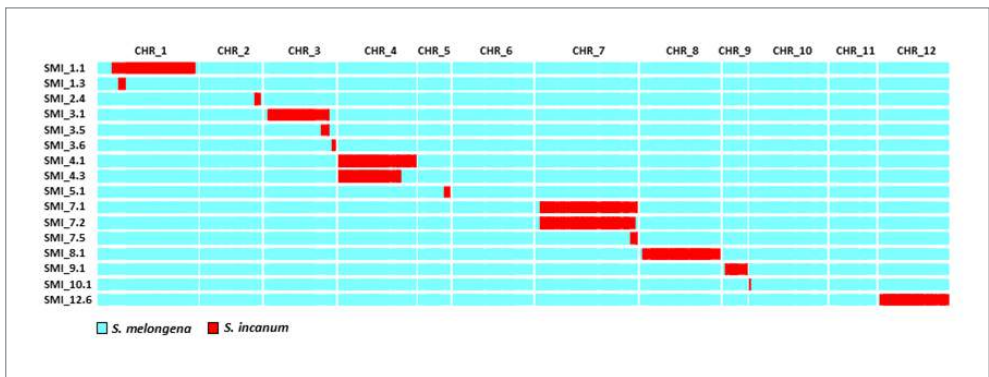 CHR_1 CHR_2 CHR_3 CHR_4 CHR_5 CHR_6 CHR_7 CHR_8 CHR_9 CHR_10 CHR_11 CHR_12
SMI_1.1
SMI_1.3
SMI_2.4
SMI_3.1
SMI_3.5
SMI_3.6
SMI_4.1
SMI_4.3
SMI_5.1
SMI_7.1
SMI_7.2
SMI_7.5
SMI_8.1
SMI_9.1
SMI_10.1
SMI_12.6
S. melongena S. incanum